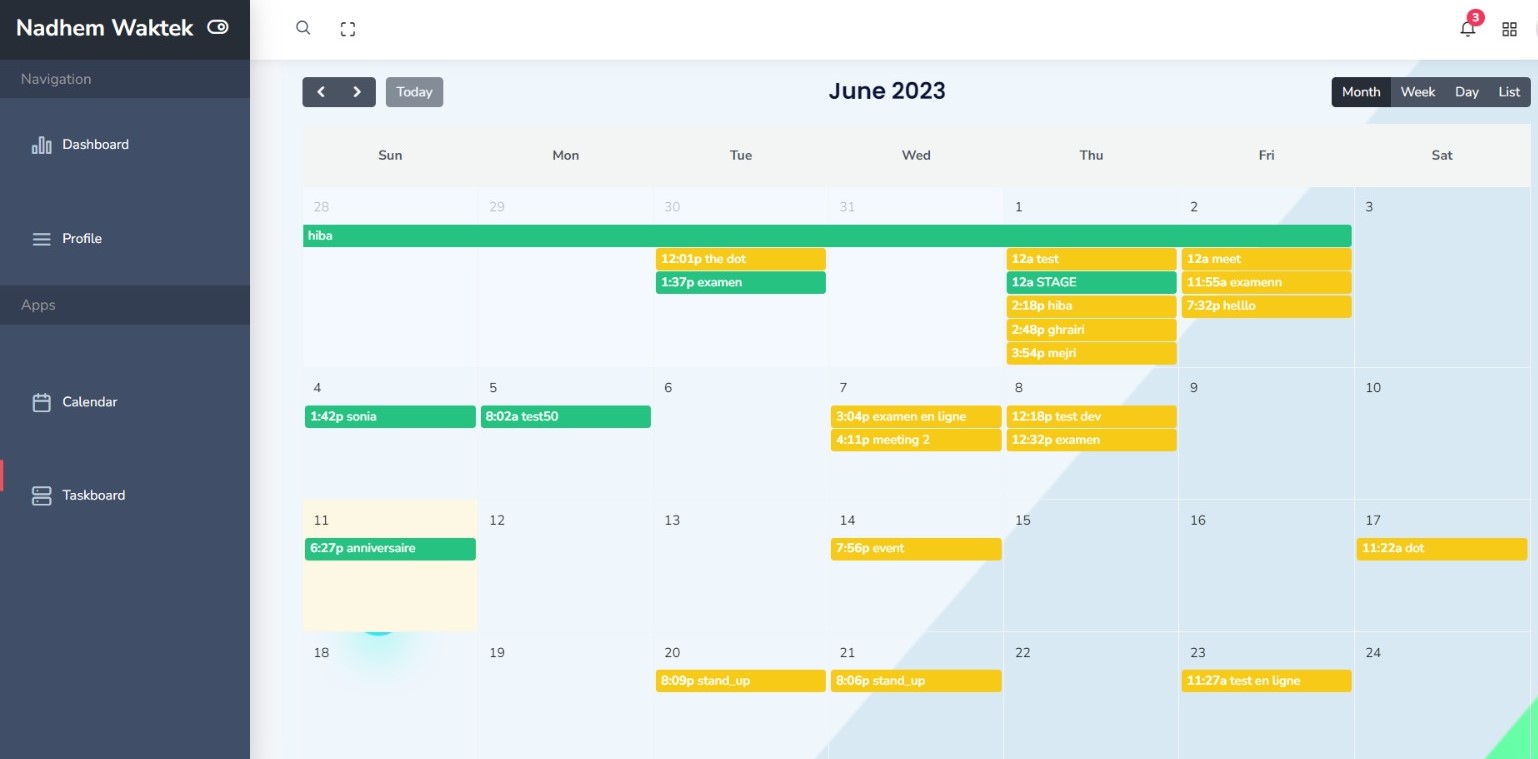 Nadhem Waktek
3
Navigation
Today
June 2023
Month Week Day List
Dashboard
Profile
Apps
Calendar
Taskboard
Sun Mon Tue Wed Thu Fri Sat
28 29 30 31 1 2 3
hiba
12:01p the dot 12a test 12a meet
1:37p examen 12a STAGE 11:55a examenn
2:18p hiba 7:32p helllo
2:48p ghrairi
3:54p mejri
4 5 6 7 8 9 10
1:42p sonia 8:02a test50 3:04p examen en ligne 12:18p test dev
4:11p meeting 2 12:32p examen
11 12 13 14 15 16 17
6:27p anniversaire 7:56p event 11:22a dot
18 19 20 21 22 23 24
8:09p stand_up 8:06p stand_up 11:27a test en ligne